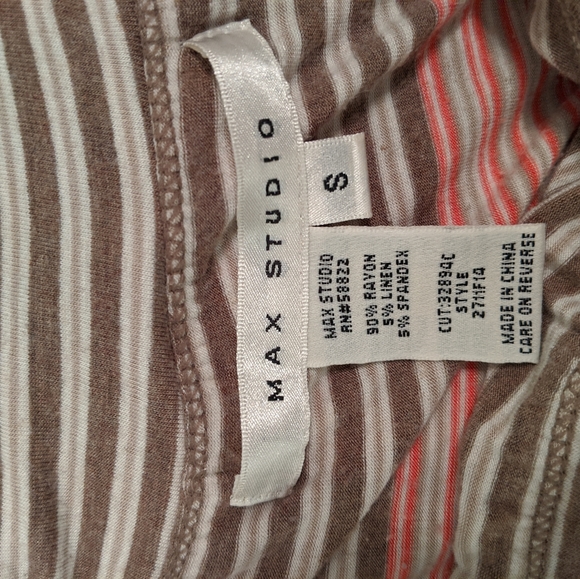 MAX STUDIO
S
MAX STUDIO
RN#58822
90% RAYON
5% LINEN
5% SPANDEX
CUT:32894C
STYLE
2711F14
MADE IN CHINA
CARE ON REVERSE